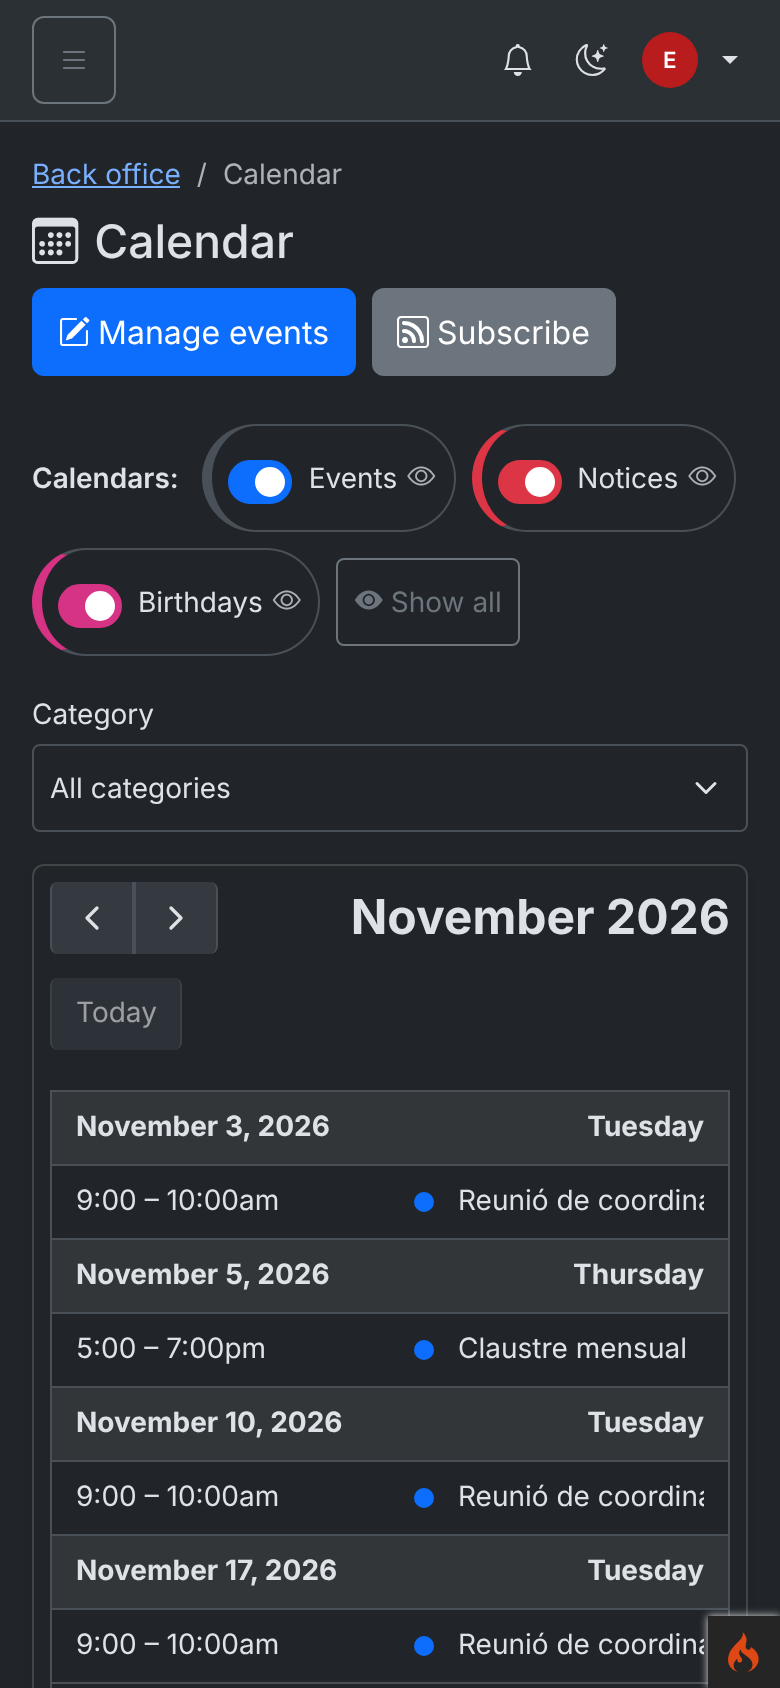 E
Back office / Calendar
Calendar
Manage events
Subscribe
Calendars:
Events
Notices
Birthdays
Show all
Category
All categories
November 2026
Today
November 3, 2026 Tuesday
9:00 – 10:00am Reunió de coordina
November 5, 2026 Thursday
5:00 – 7:00pm Claustre mensual
November 10, 2026 Tuesday
9:00 – 10:00am Reunió de coordina
November 17, 2026 Tuesday
9:00 – 10:00am Reunió de coordina